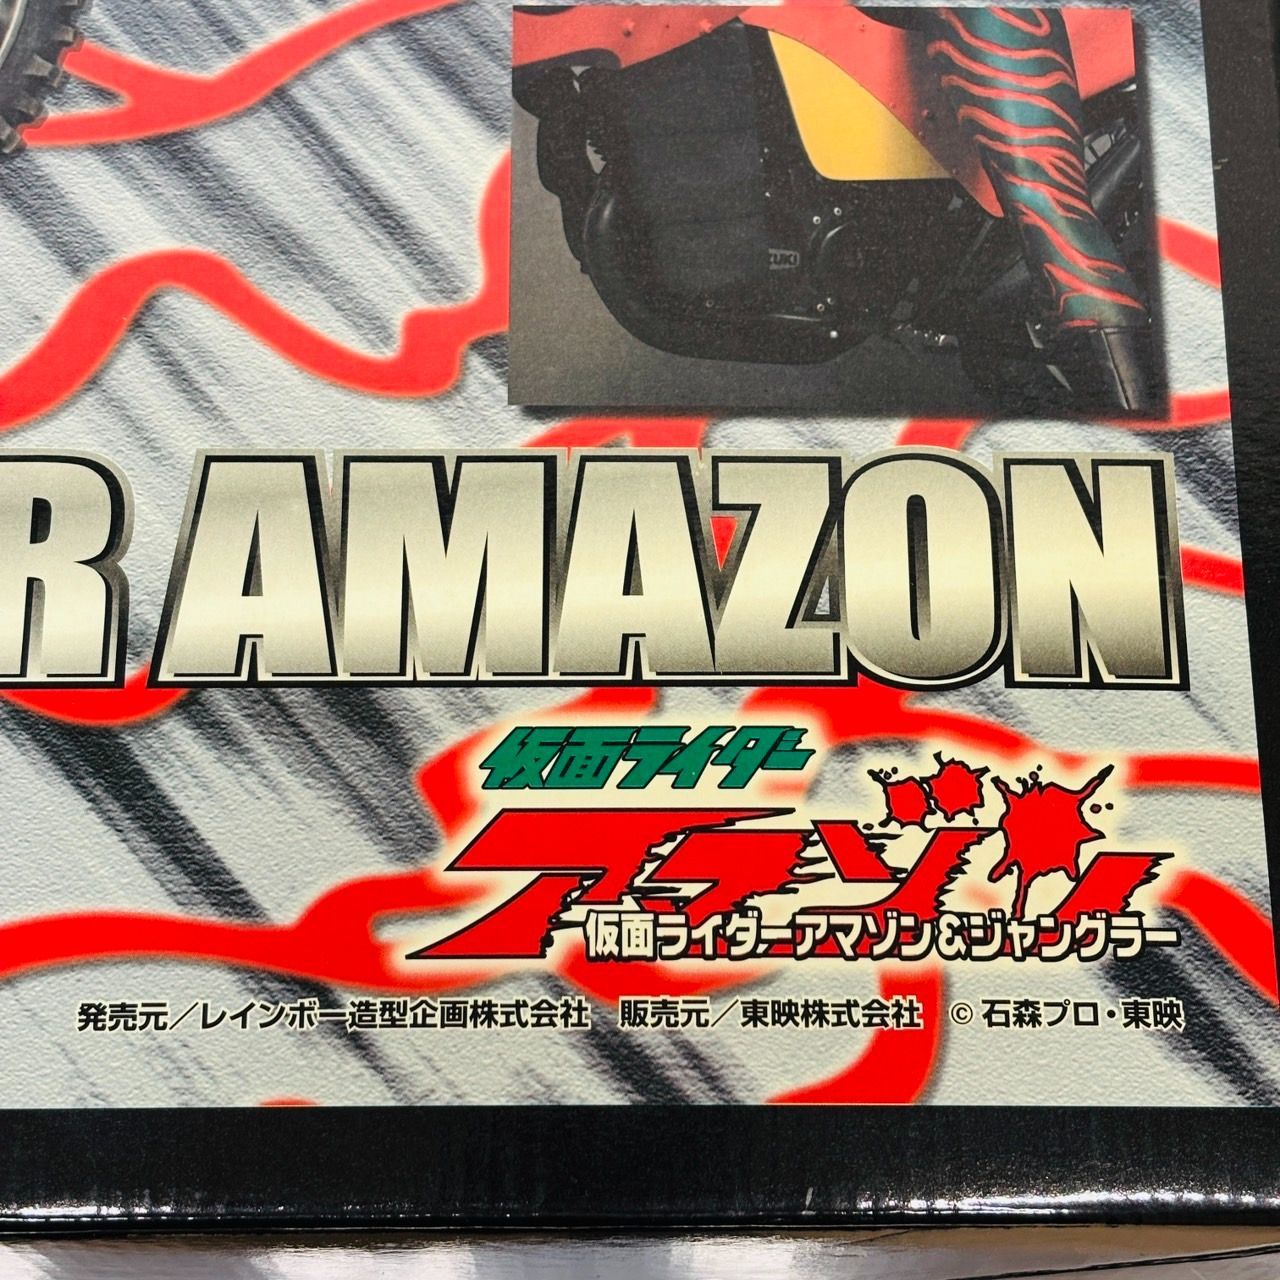 ZUKI
R AMAZON
仮面ライダー
アマゾン
仮面ライダーアマゾン&ジャングラー
発売元／レインボー造型企画株式会社 販売元／東映株式会社 © 石森プロ・東映